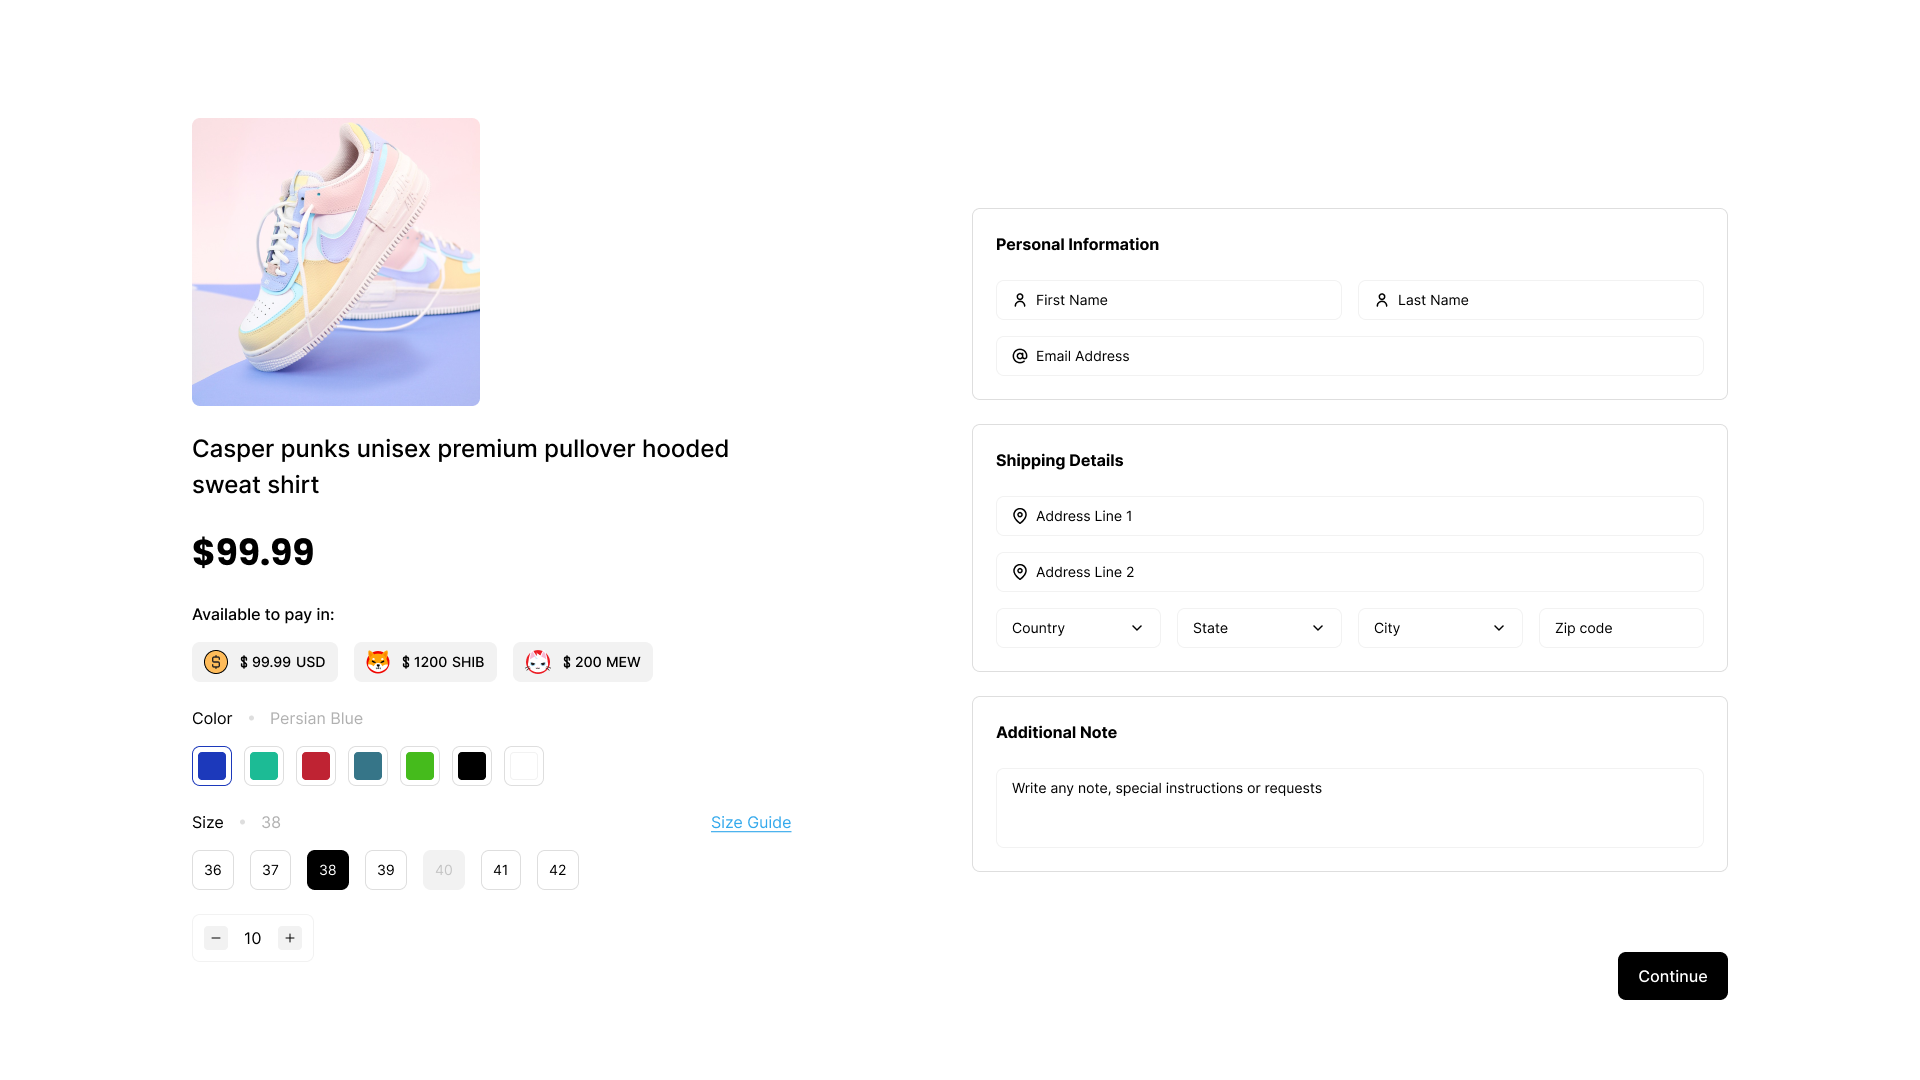 Casper punks unisex premium pullover hooded
sweat shirt
$99.99
Available to pay in:
$ 99.99 USD
$ 1200 SHIB
$ 200 MEW
Color • Persian Blue
Size • 38
Size Guide
36
37
38
39
40
41
42
10
Personal Information
First Name
Last Name
Email Address
Shipping Details
Address Line 1
Address Line 2
Country
State
City
Zip code
Additional Note
Write any note, special instructions or requests
Continue